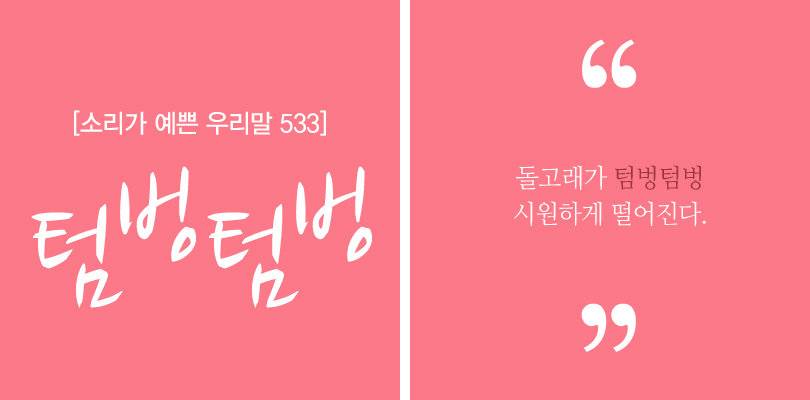 [소리가 예쁜 우리말 533]
텀벙텀벙
“
돌고래가 텀벙텀벙
시원하게 떨어진다.
”